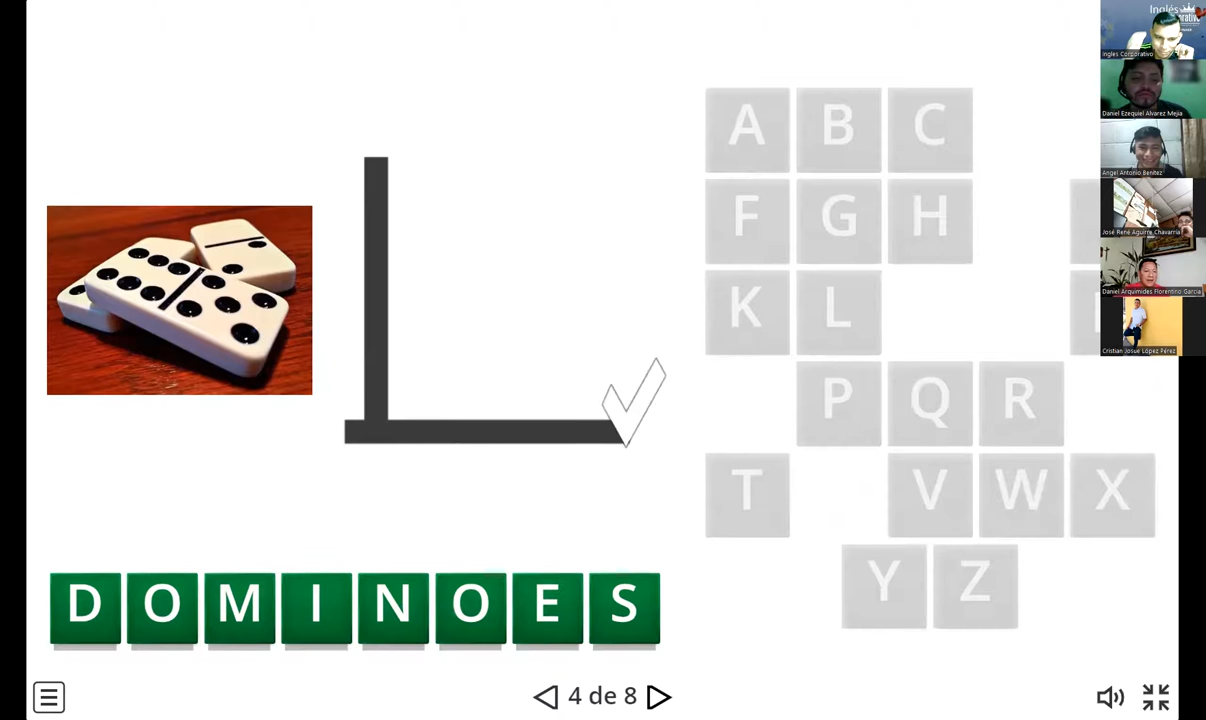 A B C
F G H
K L
P Q R
T V W X
Y Z
D O M I N O E S
4 de 8
Inglés
Ingles Corporativo
Daniel Ezequiel Alvarez Mejia
Angel Antonio Benitez
José René Aguirre Chavarria
Daniel Arquimides Florentino Garcia
Cristian Josué López Pérez